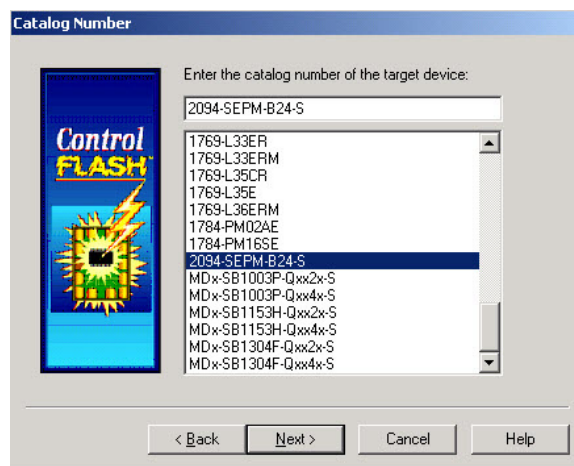 Catalog Number
Enter the catalog number of the target device:
2094-SEPM-B24-S
Control
FLASH
1769-L33ER
1769-L33ERM
1769-L35CR
1769-L35E
1769-L36ERM
1784-PM02AE
1784-PM16SE
2094-SEPM-B24-S
MDx-SB1003P-Qxx2x-S
MDx-SB1003P-Qxx4x-S
MDx-SB1153H-Qxx2x-S
MDx-SB1153H-Qxx4x-S
MDx-SB1304F-Qxx2x-S
MDx-SB1304F-Qxx4x-S
< Back Next > Cancel Help